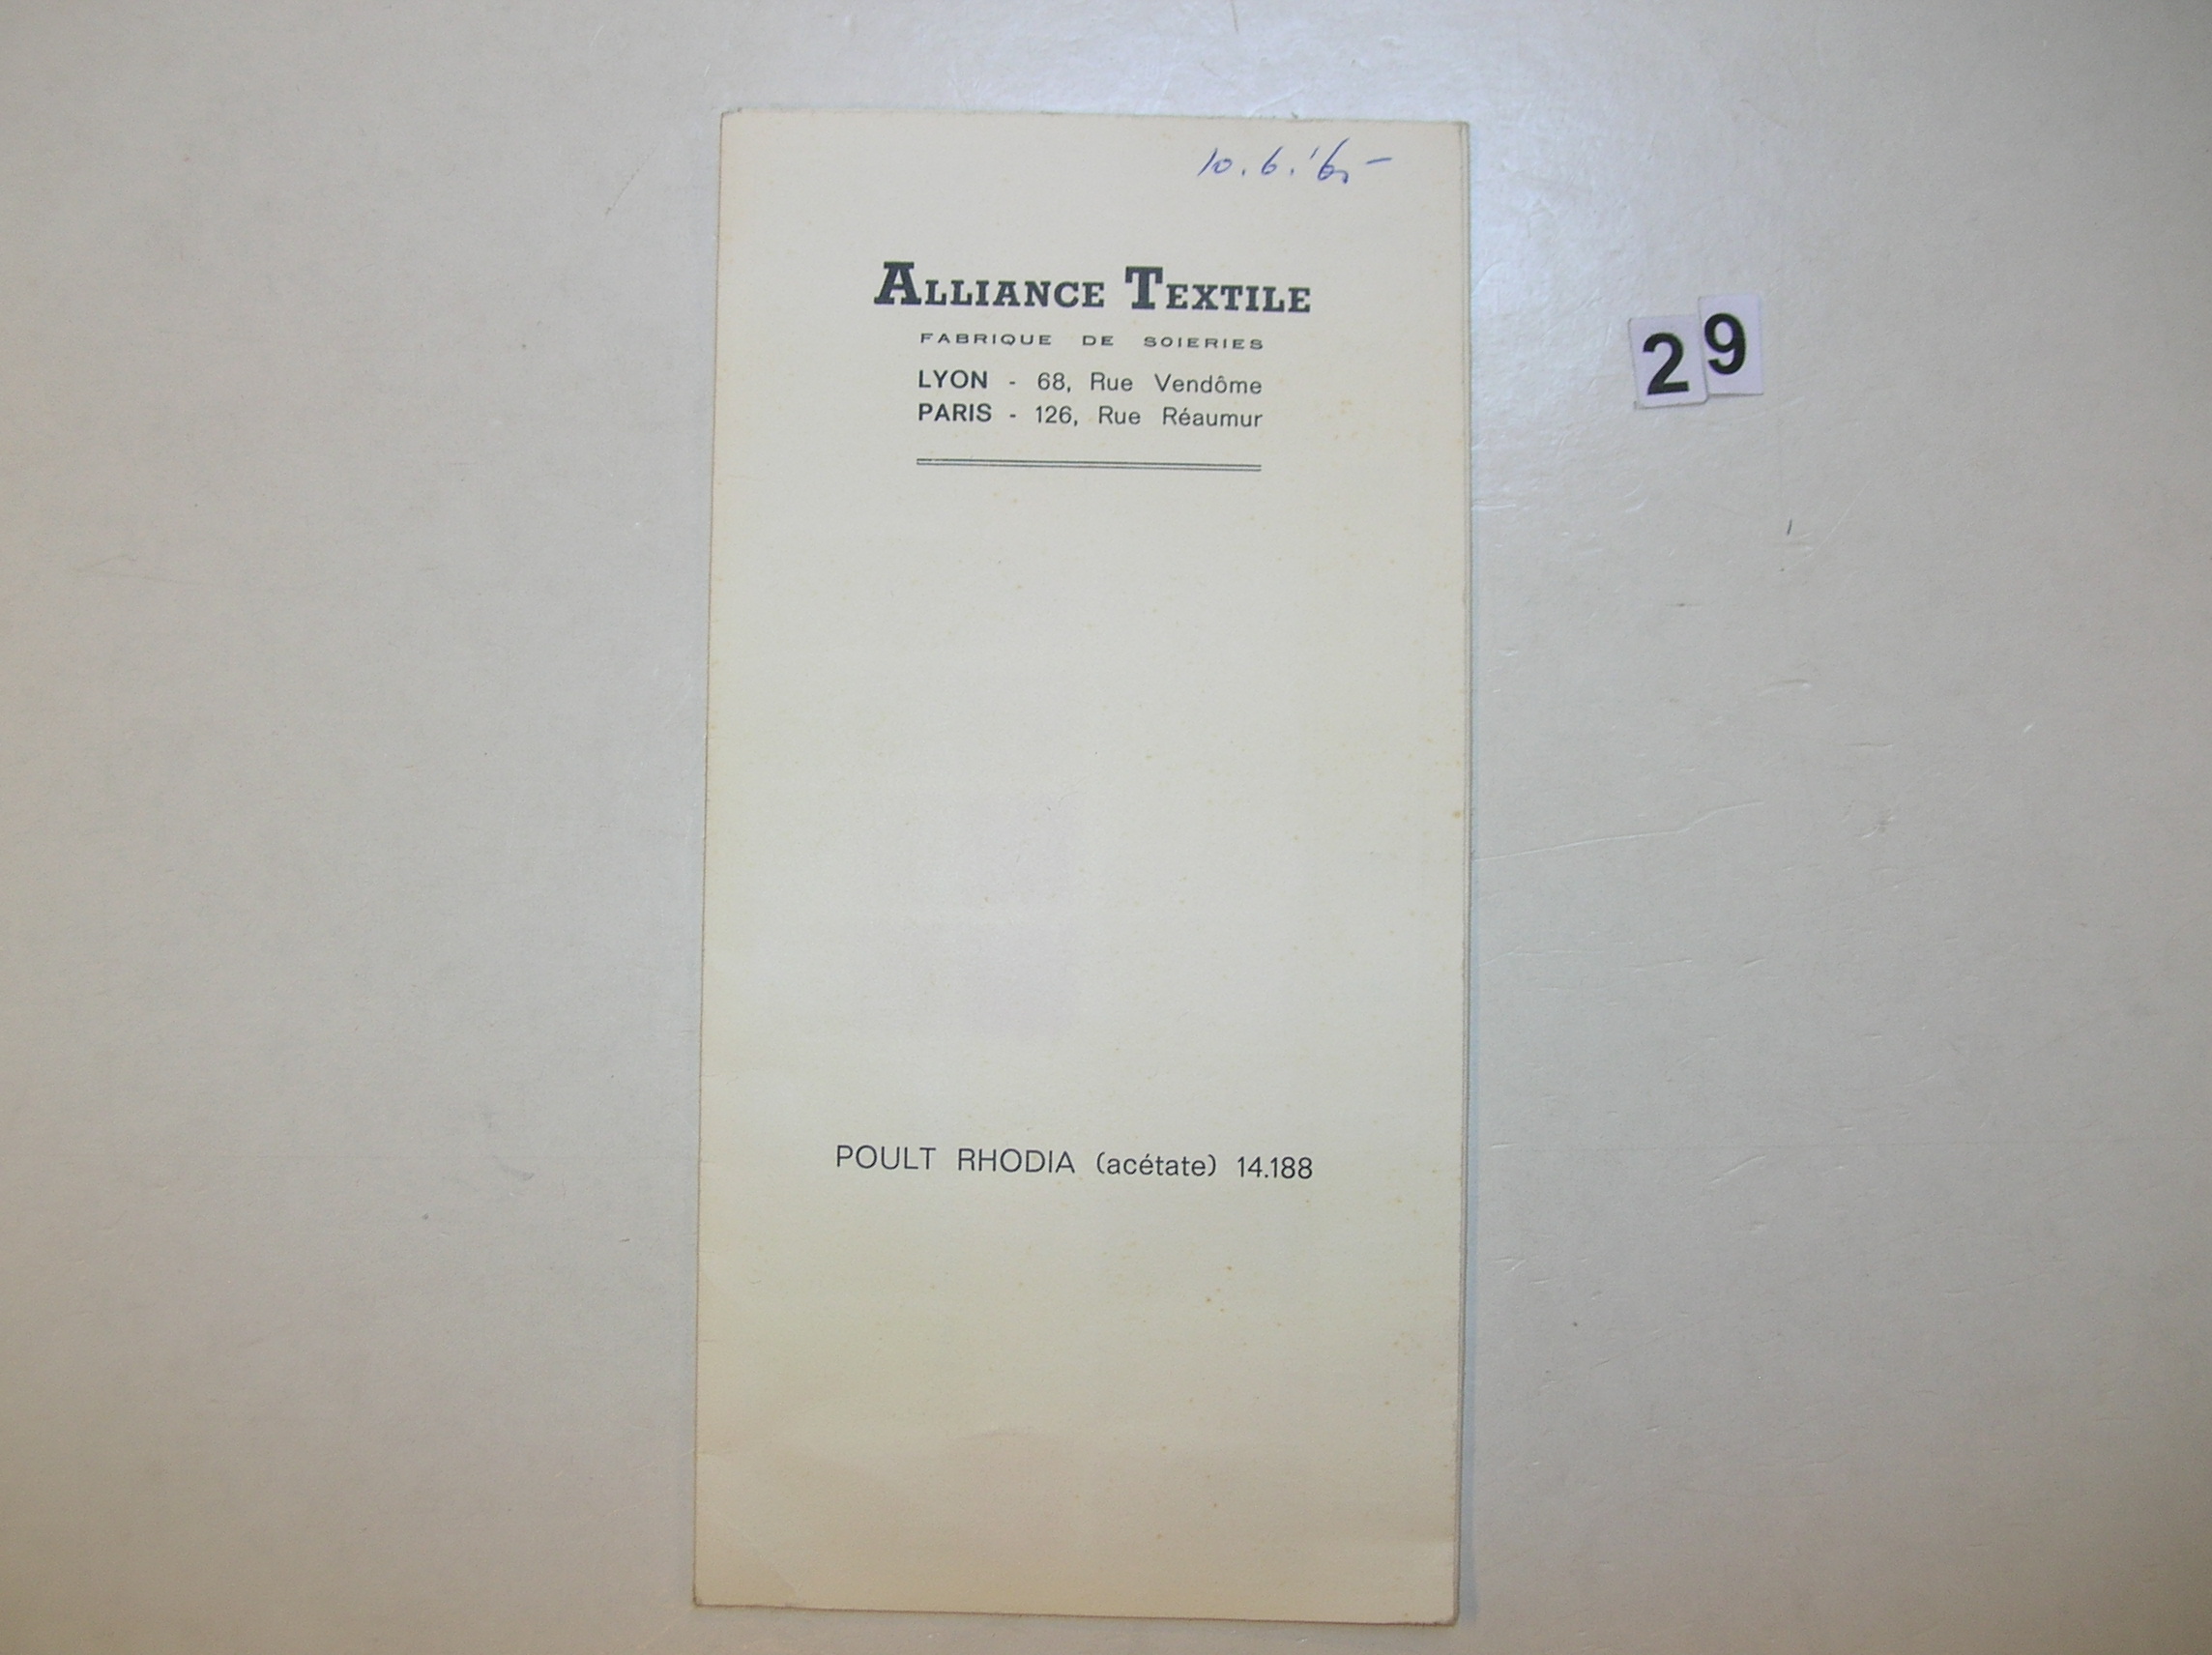 10.6.'65
ALLIANCE TEXTILE
FABRIQUE DE SOIERIES
LYON - 68, Rue Vendôme
PARIS - 126, Rue Réaumur
29
POULT RHODIA (acétate) 14.188